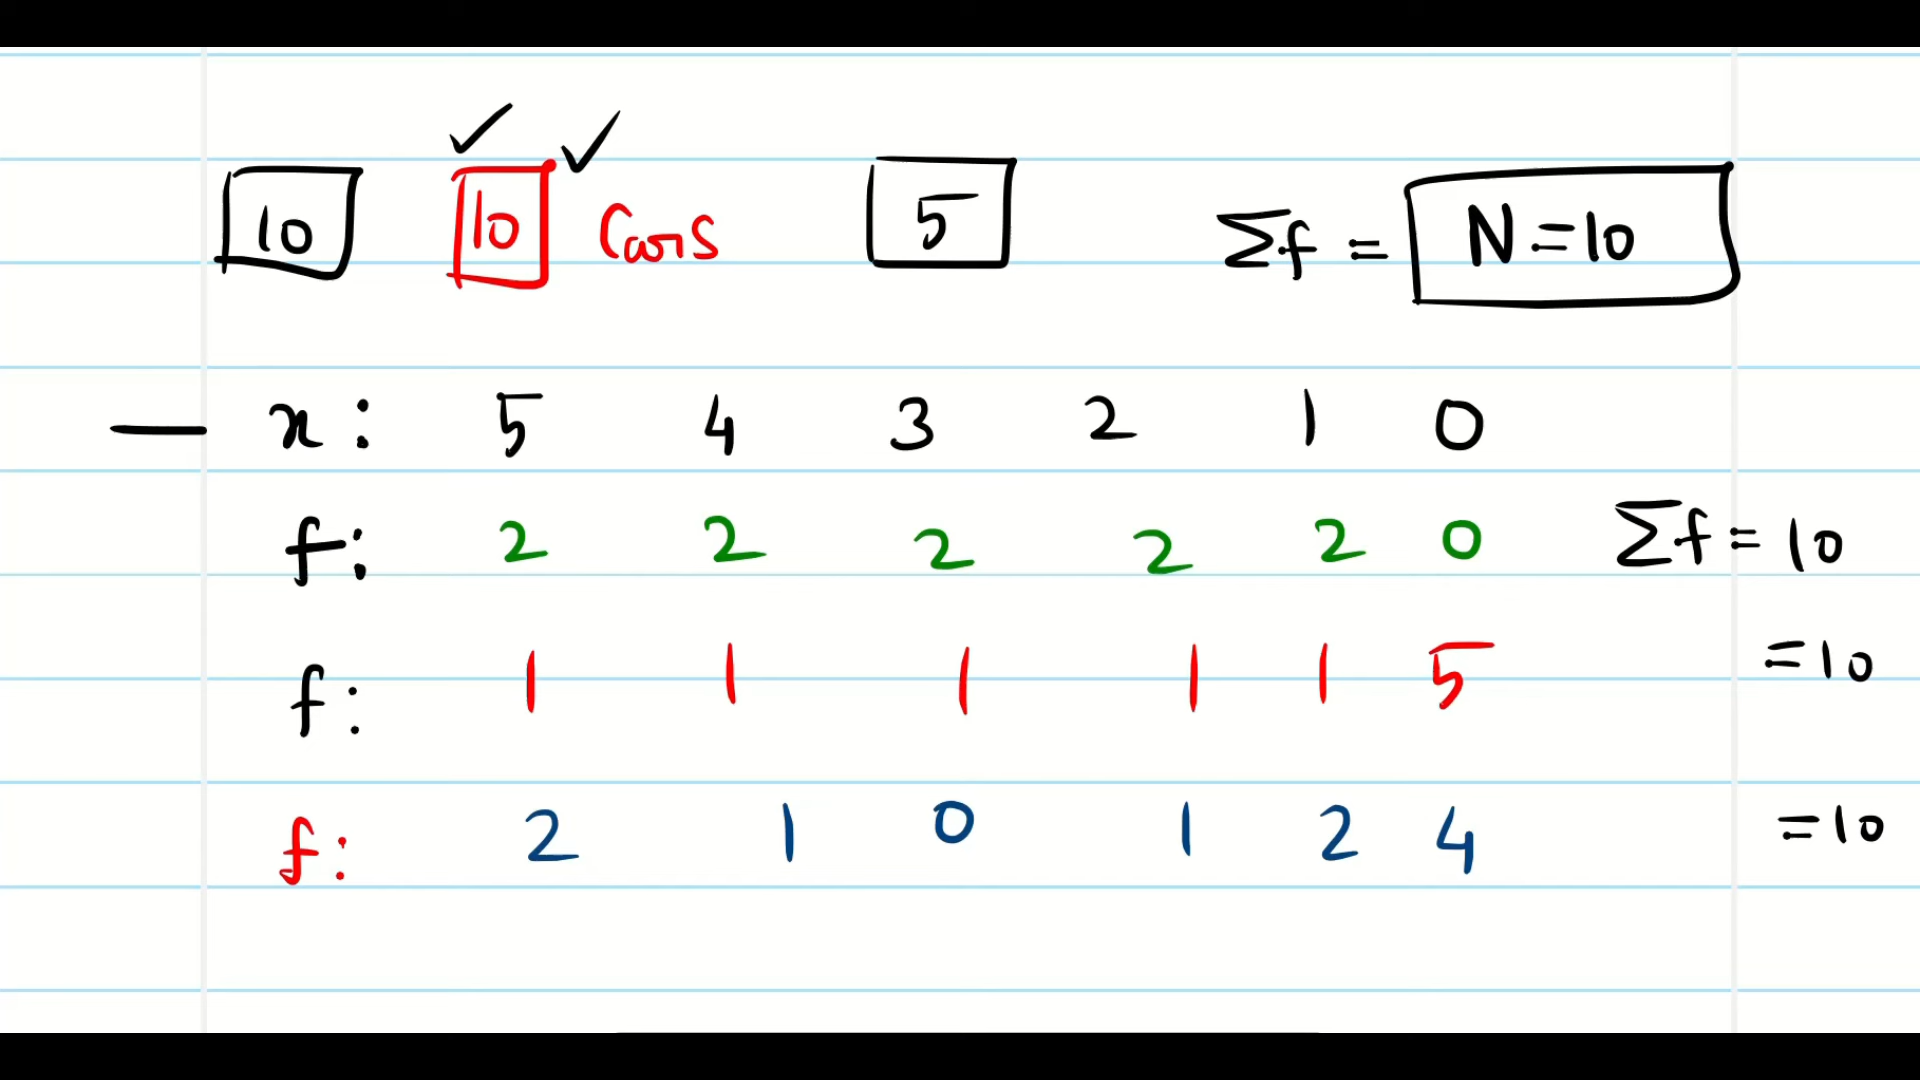 10 10 Cars 5 Σf = N=10
x: 5 4 3 2 1 0
f: 2 2 2 2 2 0 Σf = 10
f: 1 1 1 1 1 5 =10
f: 2 1 0 1 2 4 =10